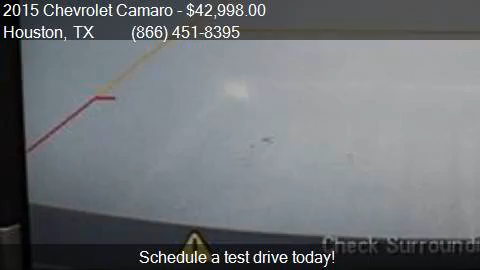 2015 Chevrolet Camaro - $42,998.00
Houston, TX (866) 451-8395
Check Surround
Schedule a test drive today!